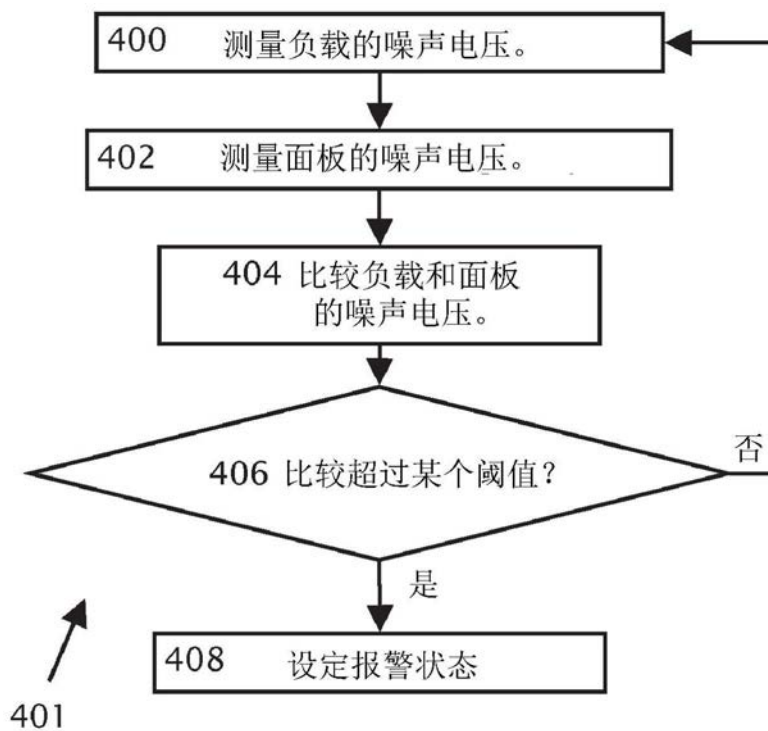 400 测量负载的噪声电压。
402 测量面板的噪声电压。
404 比较负载和面板
的噪声电压。
406 比较超过某个阈值?
否
是
408 设定报警状态
401